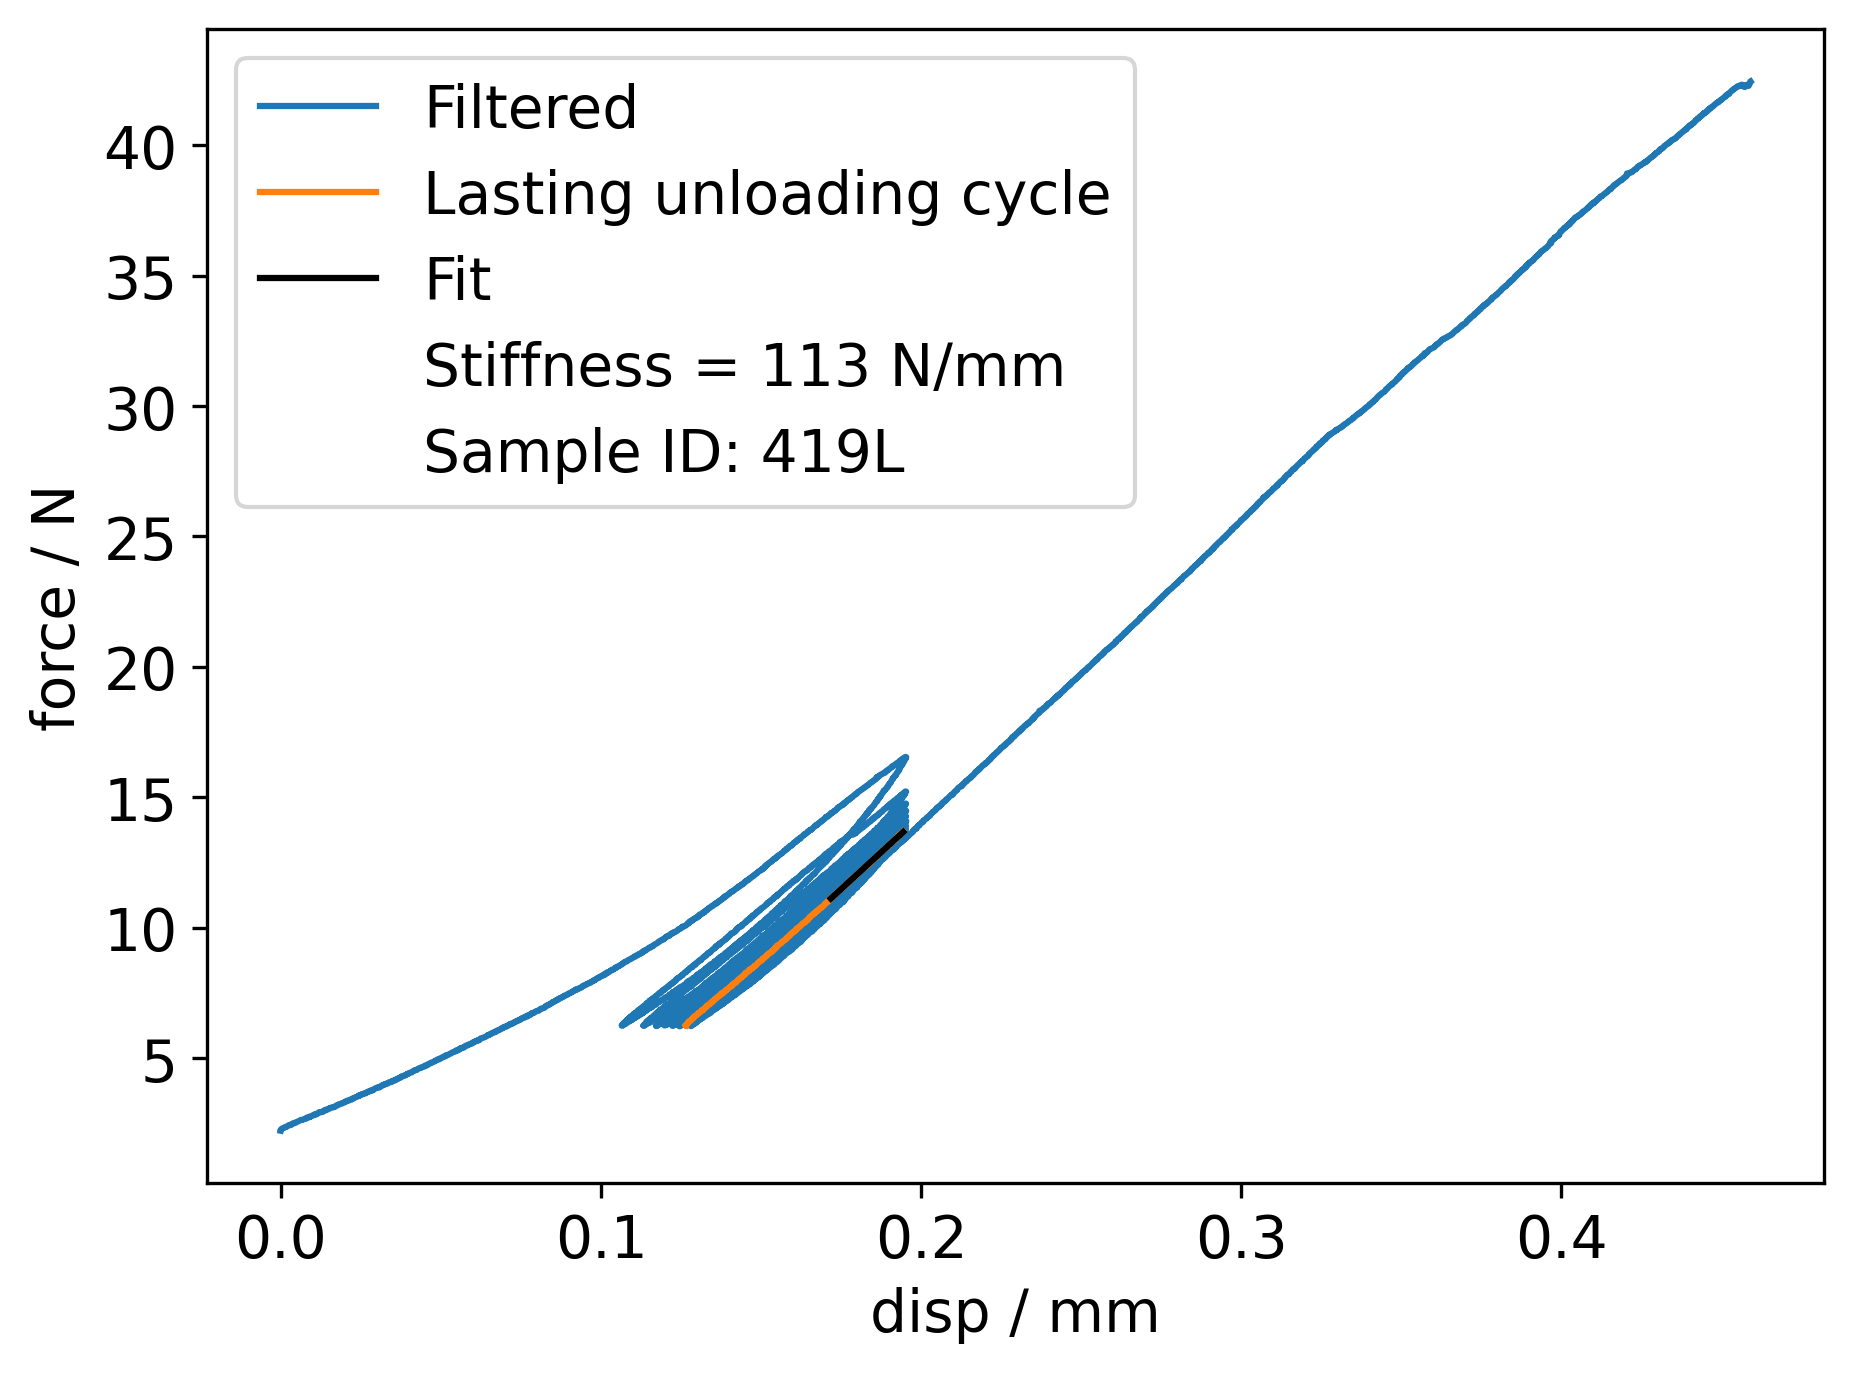 Filtered
Lasting unloading cycle
Fit
Stiffness = 113 N/mm
Sample ID: 419L
force / N
40
35
30
25
20
15
10
5
0.0 0.1 0.2 0.3 0.4
disp / mm